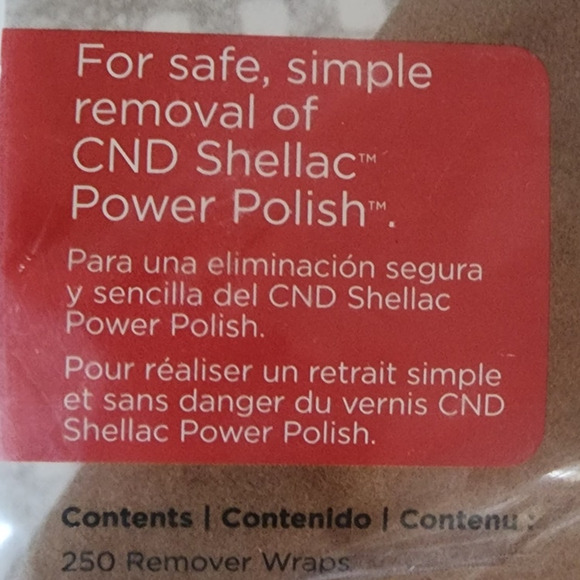 For safe, simple
removal of
CND Shellac™
Power Polish™.
Para una eliminación segura
y sencilla del CND Shellac
Power Polish.
Pour réaliser un retrait simple
et sans danger du vernis CND
Shellac Power Polish.
Contents | Contenido | Contenu :
250 Remover Wraps